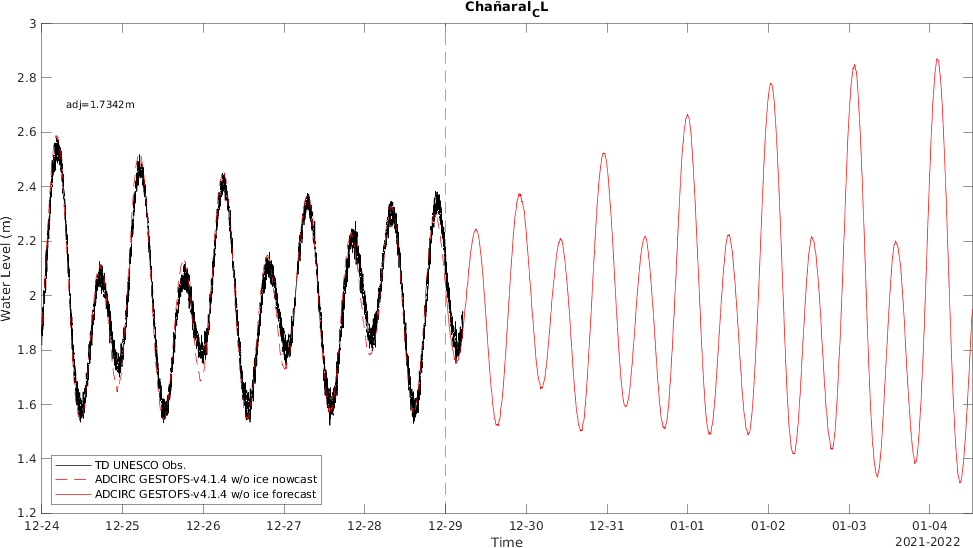 Chañaral_CL
3
2.8
2.6
2.4
2.2
2
1.8
1.6
1.4
1.2
Water Level (m)
adj=1.7342m
TD UNESCO Obs.
ADCIRC GESTOFS-v4.1.4 w/o ice nowcast
ADCIRC GESTOFS-v4.1.4 w/o ice forecast
12-24 12-25 12-26 12-27 12-28 12-29 12-30 12-31 01-01 01-02 01-03 01-04
Time
2021-2022